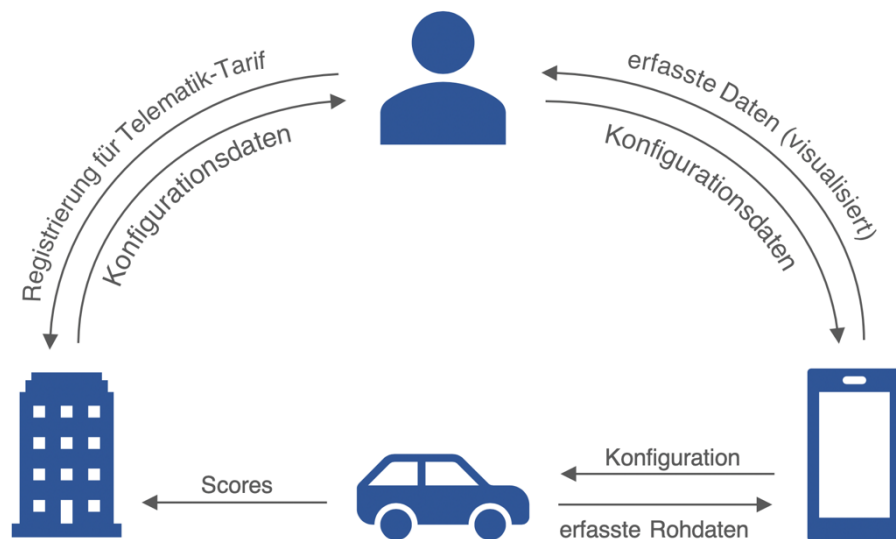 Registrierung für Telematik-Tarif
Konfigurationsdaten
erfasste Daten (visualisiert)
Konfigurationsdaten
Scores
Konfiguration
erfasste Rohdaten